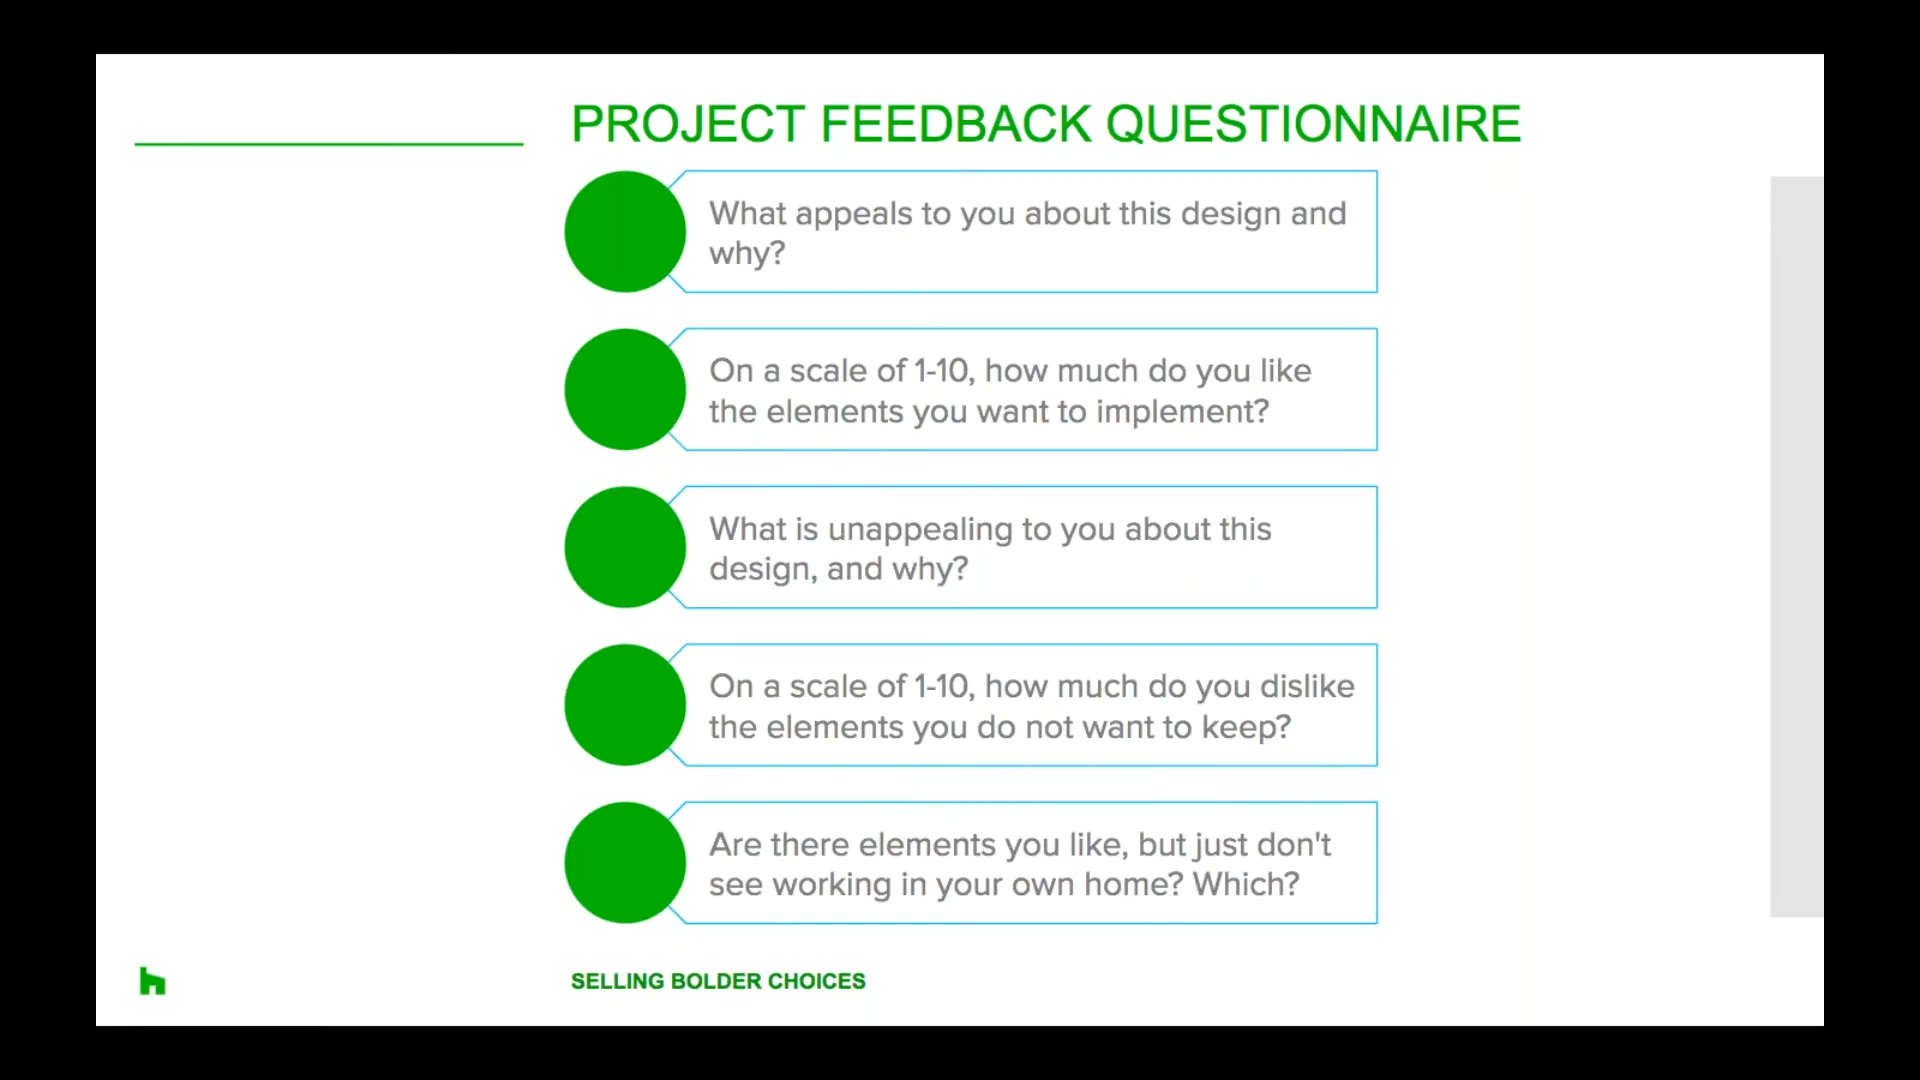 PROJECT FEEDBACK QUESTIONNAIRE
What appeals to you about this design and
why?
On a scale of 1-10, how much do you like
the elements you want to implement?
What is unappealing to you about this
design, and why?
On a scale of 1-10, how much do you dislike
the elements you do not want to keep?
Are there elements you like, but just don't
see working in your own home? Which?
SELLING BOLDER CHOICES